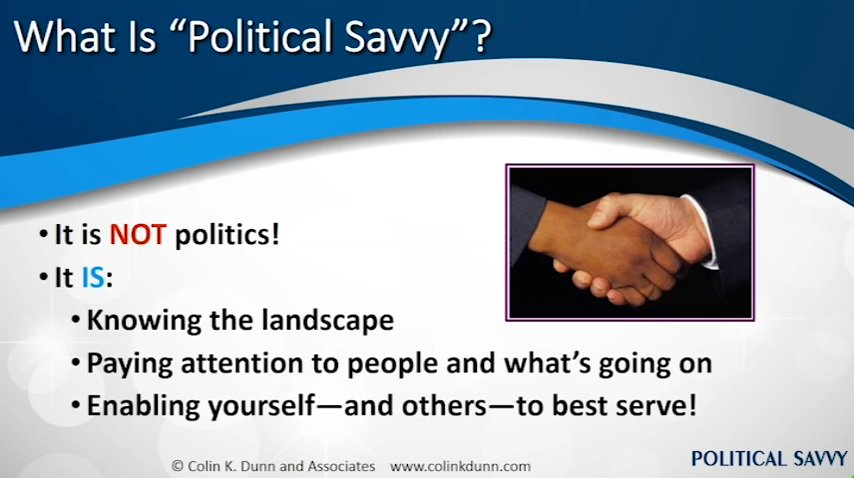 What Is “Political Savvy”?
• It is NOT politics!
• It IS:
• Knowing the landscape
• Paying attention to people and what’s going on
• Enabling yourself—and others—to best serve!
© Colin K. Dunn and Associates www.colinkdunn.com
POLITICAL SAVVY